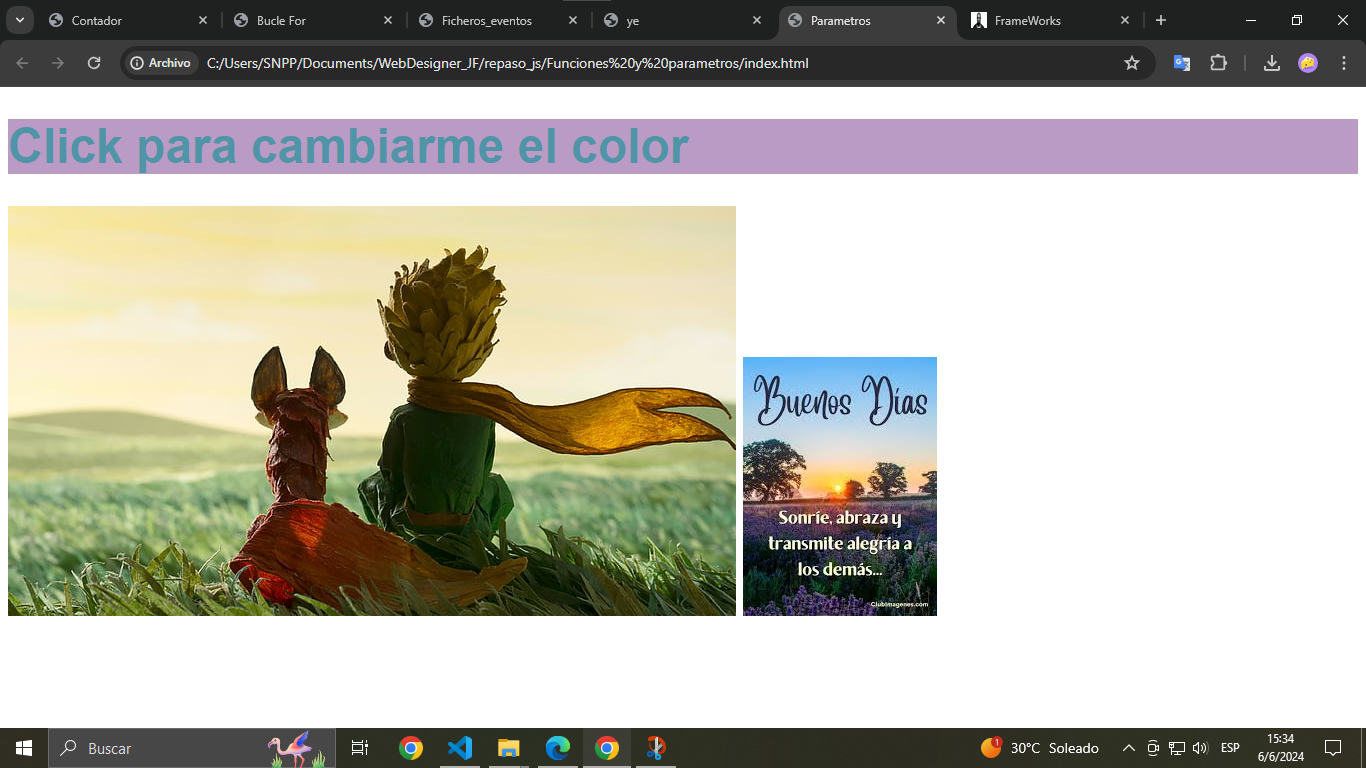 Contador
Bucle For
Ficheros_eventos
ye
Parametros
FrameWorks
Archivo
C:/Users/SNPP/Documents/WebDesigner_JF/repaso_js/Funciones%20y%20parametros/index.html
Click para cambiarme el color
Buenos Días
Sonríe, abraza y
transmite alegría a
los demás...
ClubImagenes.com
Buscar
1
30°C Soleado
ESP
15:34
6/6/2024